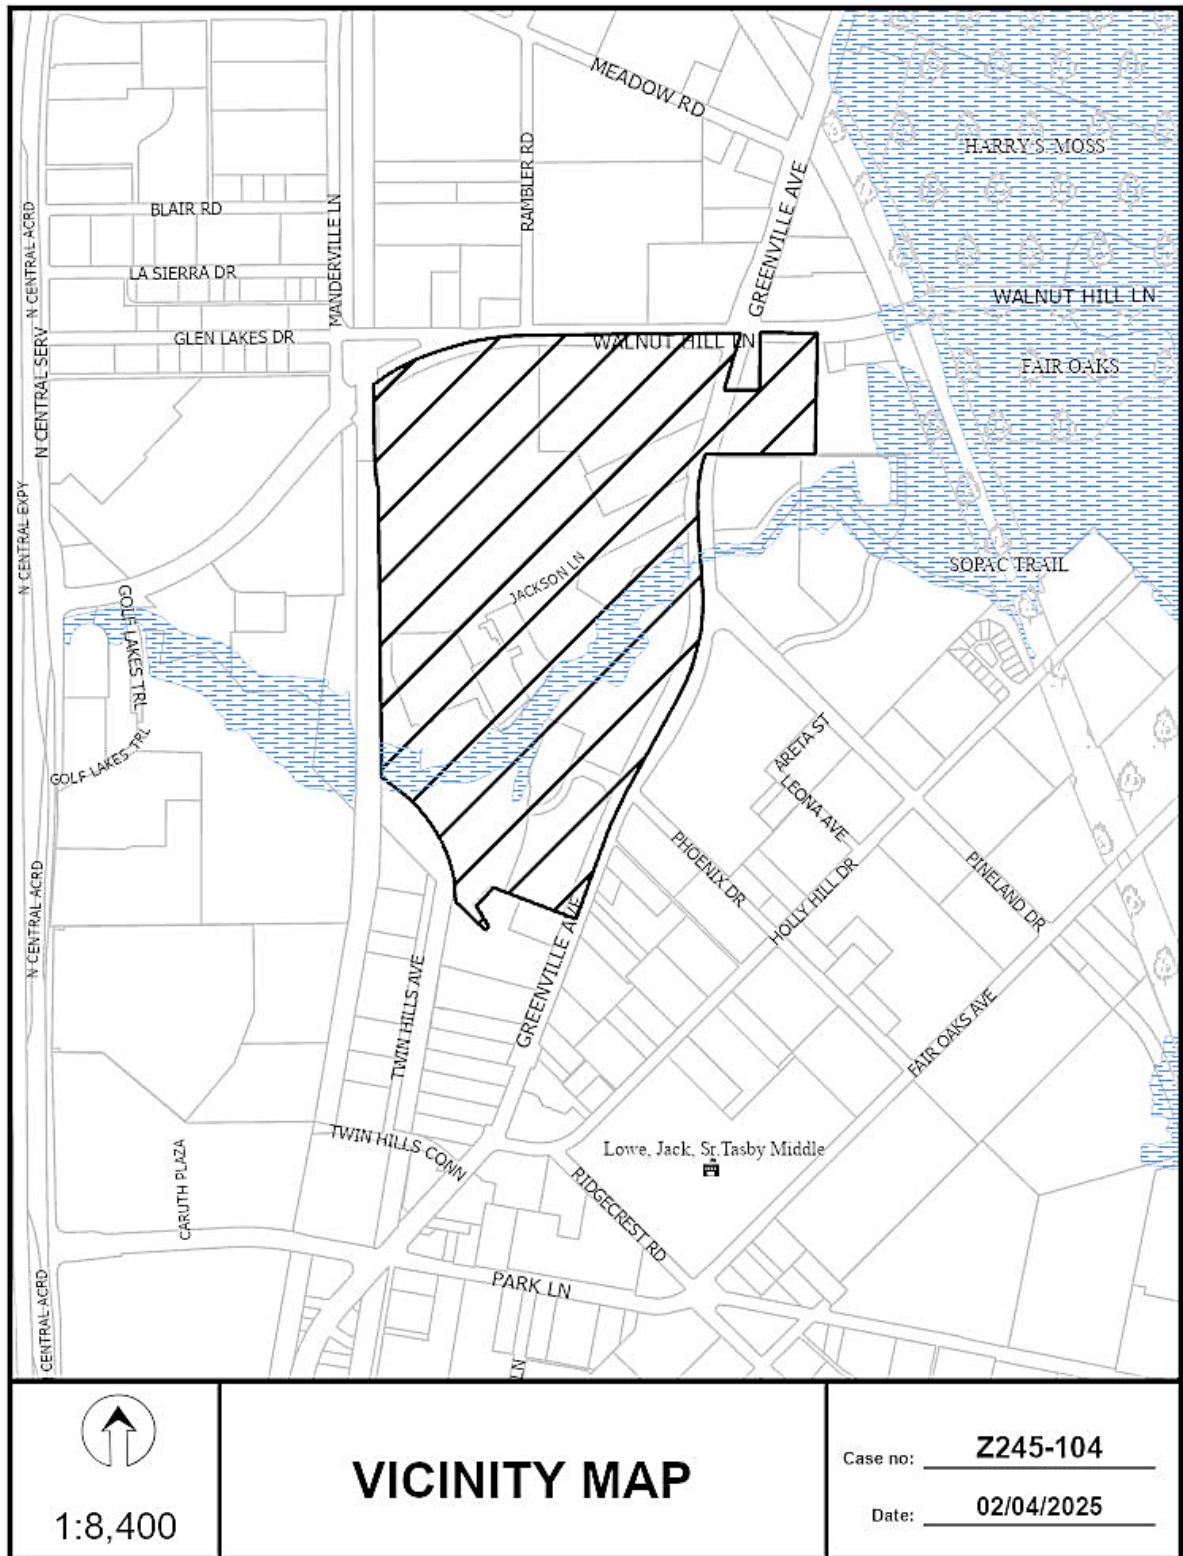 MEADOW RD
HARRY S. MOSS
RAMBLER RD
GREENVILLE AVE
BLAIR RD
MANDERVILLE LN
N CENTRAL ACRD
LA SIERRA DR
WALNUT HILL LN
GLEN LAKES DR
WALNUT HILL LN
N CENTRAL SERV
FAIR OAKS
N CENTRAL EXPY
JACKSON LN
SOPAC TRAIL
GOLF LAKES TRL
GOLF LAKES TRL
ARETA ST
LEONA AVE
PHOENIX DR
HOLLY HILL DR
PINELAND DR
N CENTRAL ACRD
GREENVILLE AVE
TWIN HILLS AVE
FAIR OAKS AVE
TWIN HILLS CONN
Lowe, Jack, Sr.Tasby Middle
CARUTH PLAZA
RIDGECREST RD
PARK LN
CENTRAL ACRD
LN
1:8,400
VICINITY MAP
Case no: Z245-104
Date: 02/04/2025